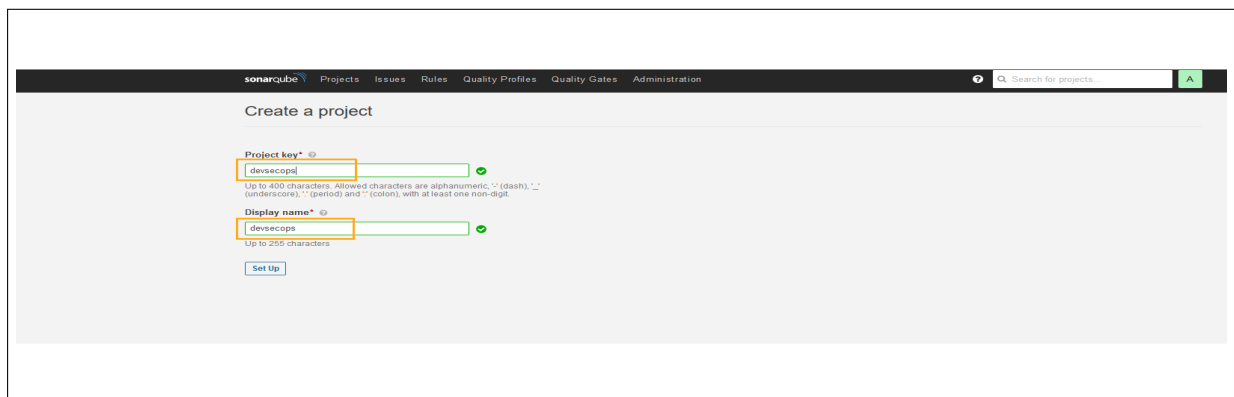 sonarqube Projects Issues Rules Quality Profiles Quality Gates Administration Search for projects... A
Create a project
Project key*
devsecops
Up to 400 characters. Allowed characters are alphanumeric, '-' (dash), '_'
(underscore), '.' (period) and ':' (colon), with at least one non-digit.
Display name*
devsecops
Up to 255 characters
Set Up